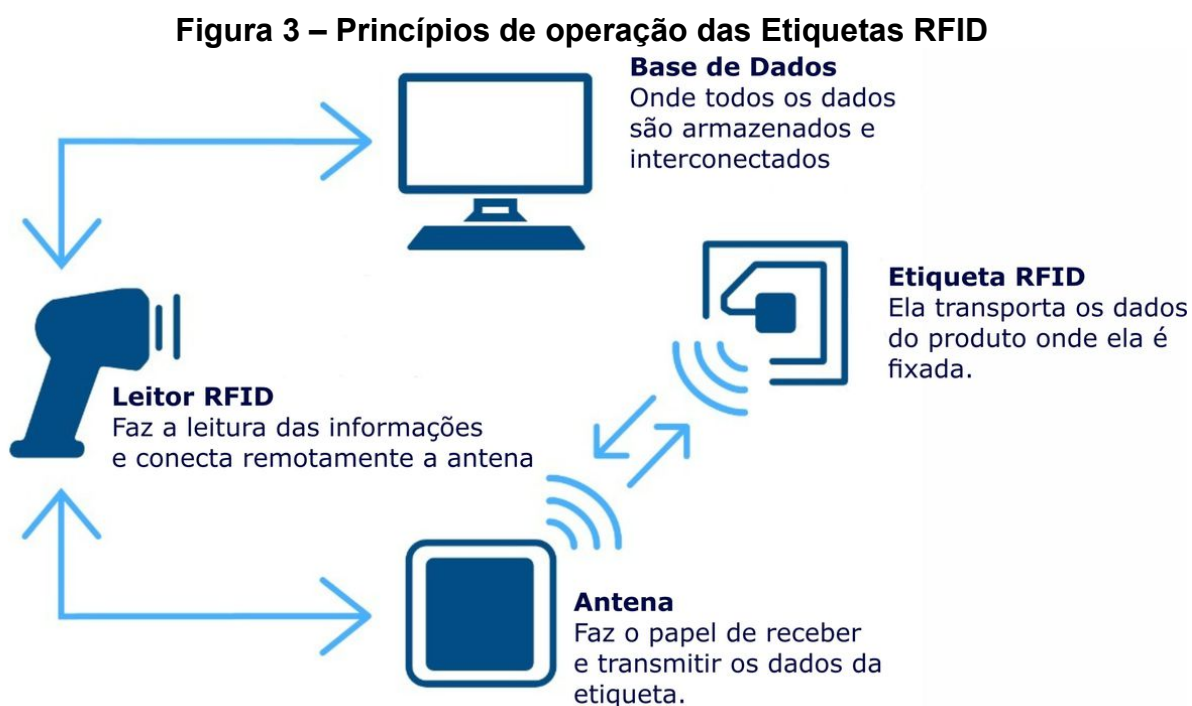 Figura 3 – Princípios de operação das Etiquetas RFID
Base de Dados
Onde todos os dados
são armazenados e
interconectados
Etiqueta RFID
Ela transporta os dados
do produto onde ela é
fixada.
Leitor RFID
Faz a leitura das informações
e conecta remotamente a antena
Antena
Faz o papel de receber
e transmitir os dados da
etiqueta.